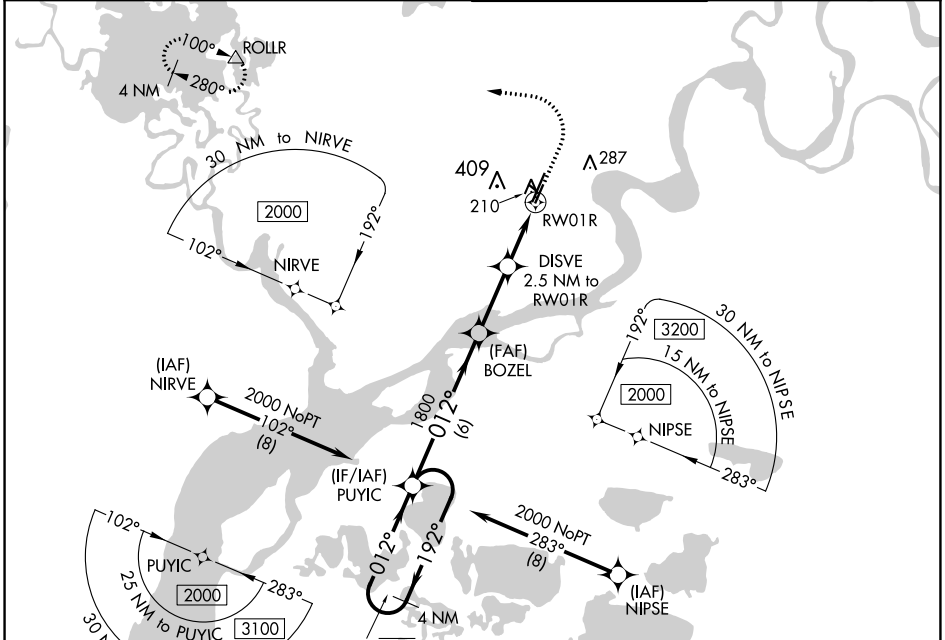 100°
ROLLR
4 NM
280°
30 NM to NIRVE
2000
192°
102°
NIRVE
409
287
210
RW01R
DISVE
2.5 NM to
RW01R
(FAF)
BOZEL
192°
3200
30 NM to NIPSE
15 NM to NIPSE
2000
NIPSE
283°
(IAF)
NIRVE
2000 NoPT
102°
(8)
1800
012°
(6)
(IF/IAF)
PUYIC
012°
192°
4 NM
2000 NoPT
283°
(8)
(IAF)
NIPSE
102°
PUYIC
283°
2000
25 NM to PUYIC
3100